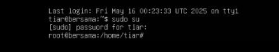 Last login: Fri May 16 00:23:33 UTC 2025 on tty1
tiar@bersama:~$ sudo su
[sudo] password for tiar:
root@bersama:/home/tiar#